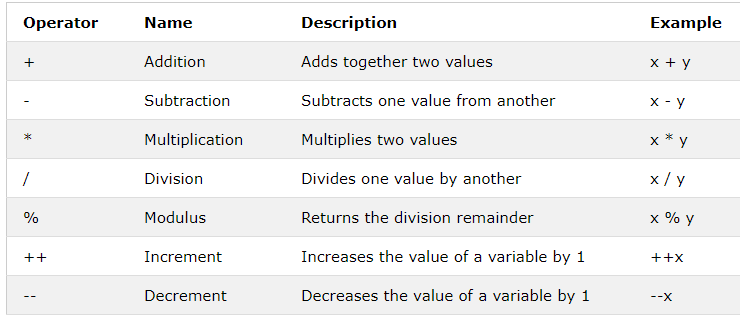 Operator Name Description Example
+ Addition Adds together two values x + y
- Subtraction Subtracts one value from another x - y
* Multiplication Multiplies two values x * y
/ Division Divides one value by another x / y
% Modulus Returns the division remainder x % y
++ Increment Increases the value of a variable by 1 ++x
-- Decrement Decreases the value of a variable by 1 --x